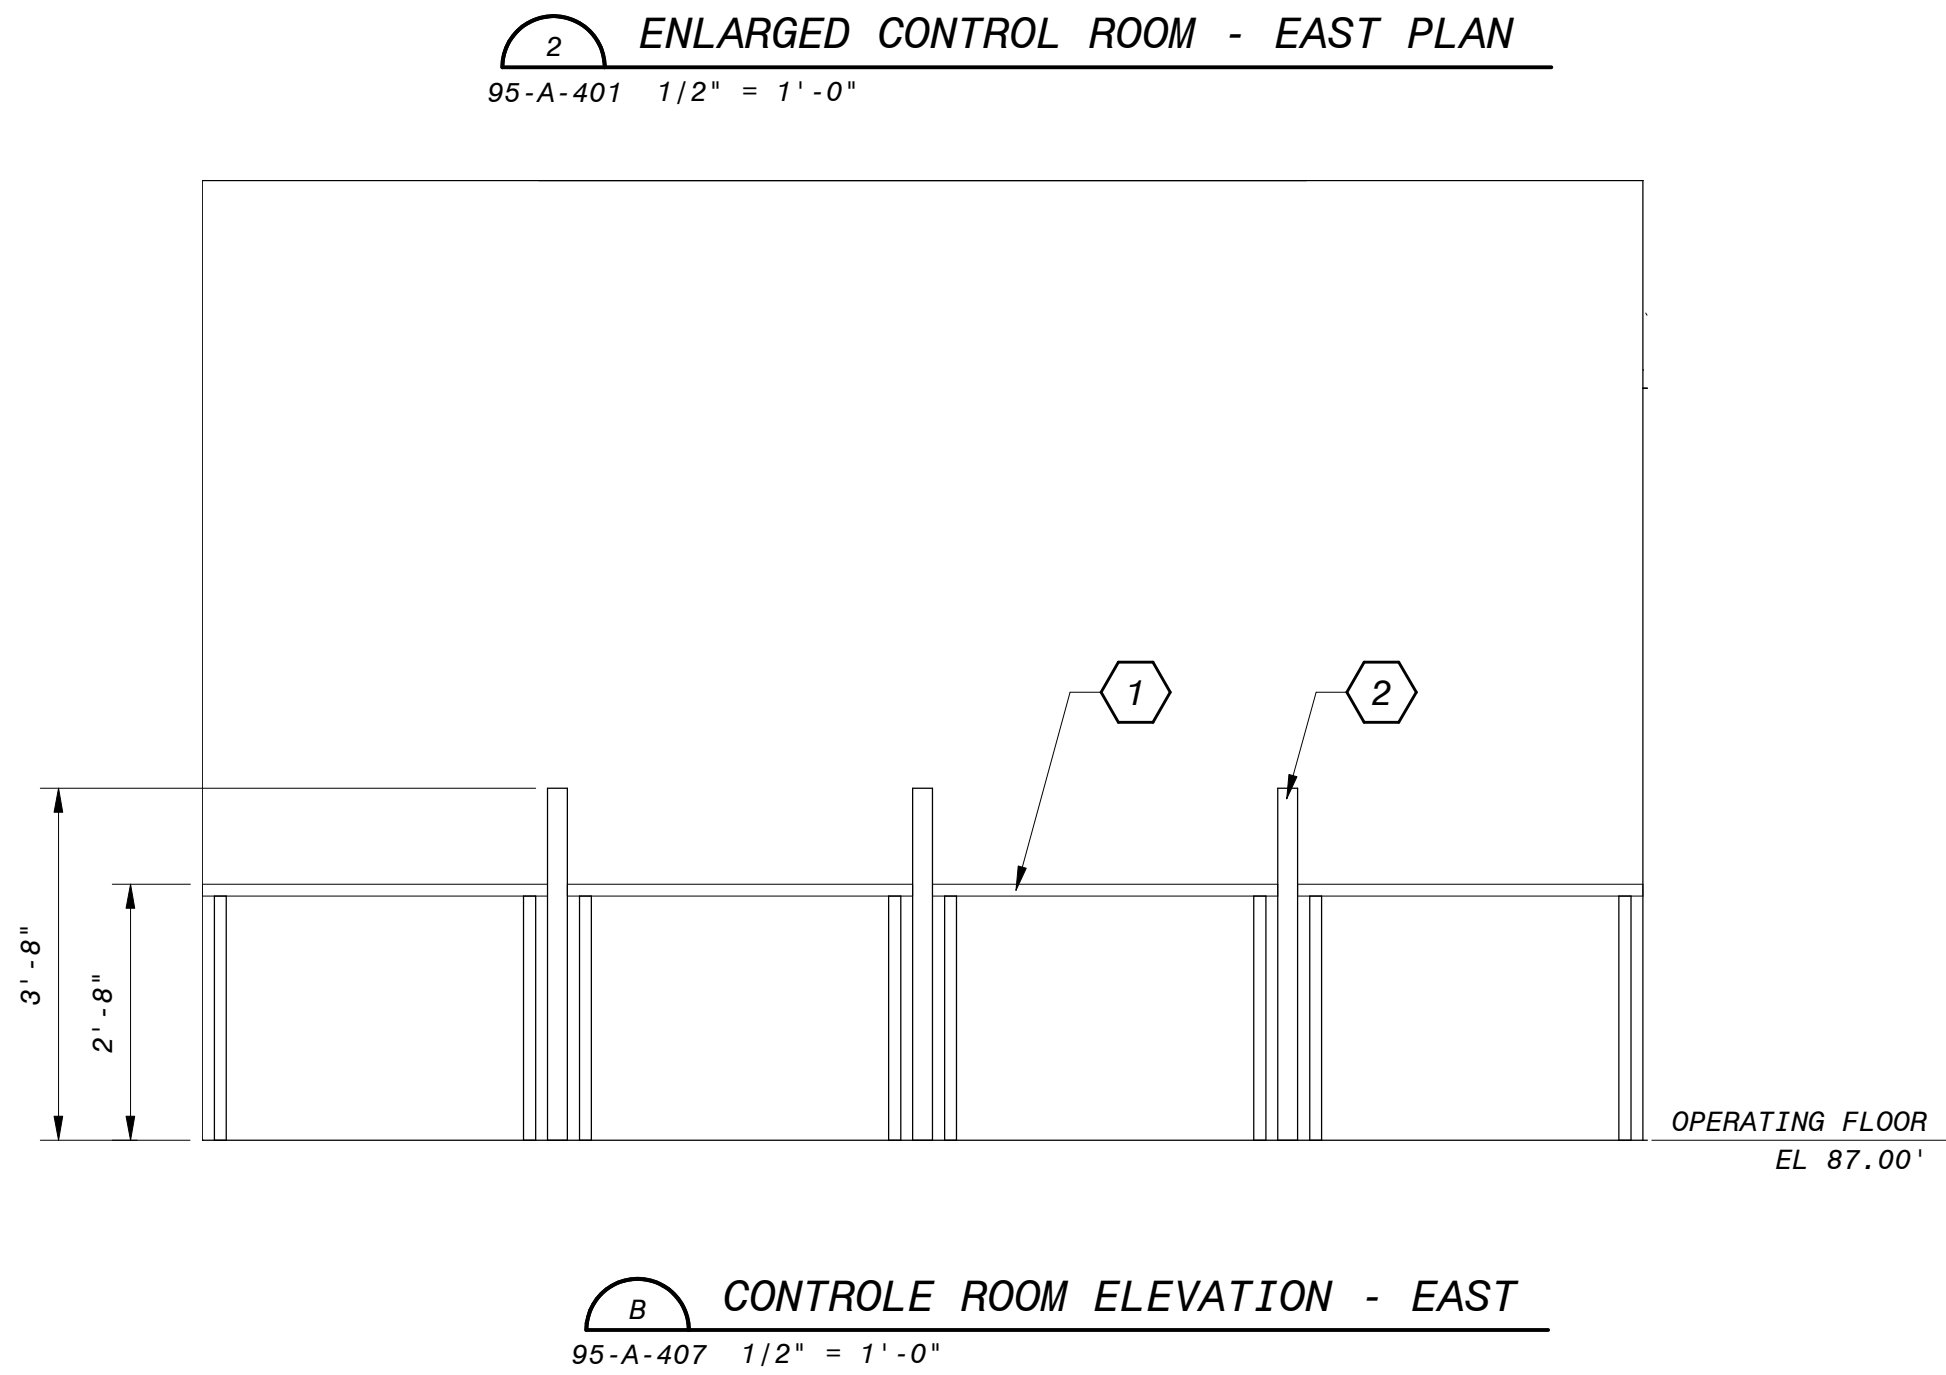 2 ENLARGED CONTROL ROOM - EAST PLAN
95-A-401 1/2" = 1'-0"
1
2
3'-8"
2'-8"
OPERATING FLOOR
EL 87.00'
B CONTROLE ROOM ELEVATION - EAST
95-A-407 1/2" = 1'-0"